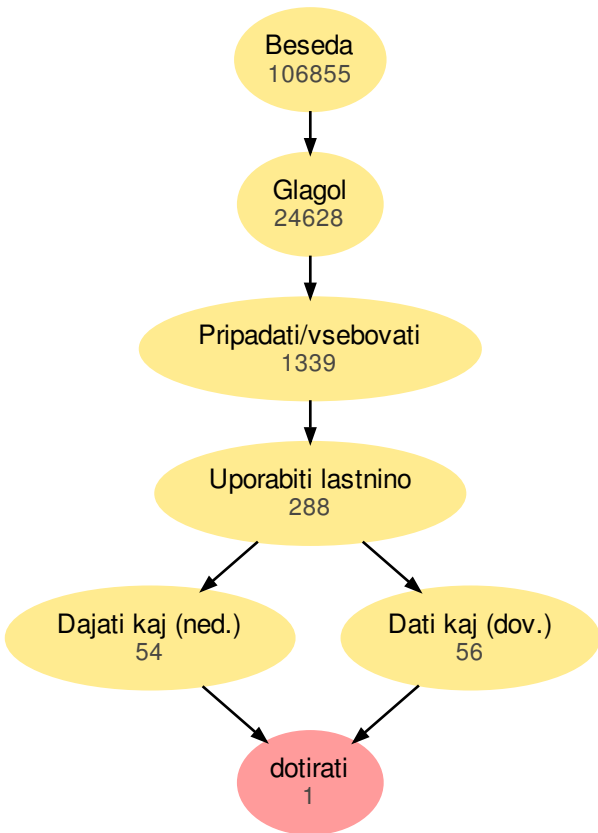 Beseda
106855
Glagol
24628
Pripadati/vsebovati
1339
Uporabiti lastnino
288
Dajati kaj (ned.)
54
Dati kaj (dov.)
56
dotirati
1